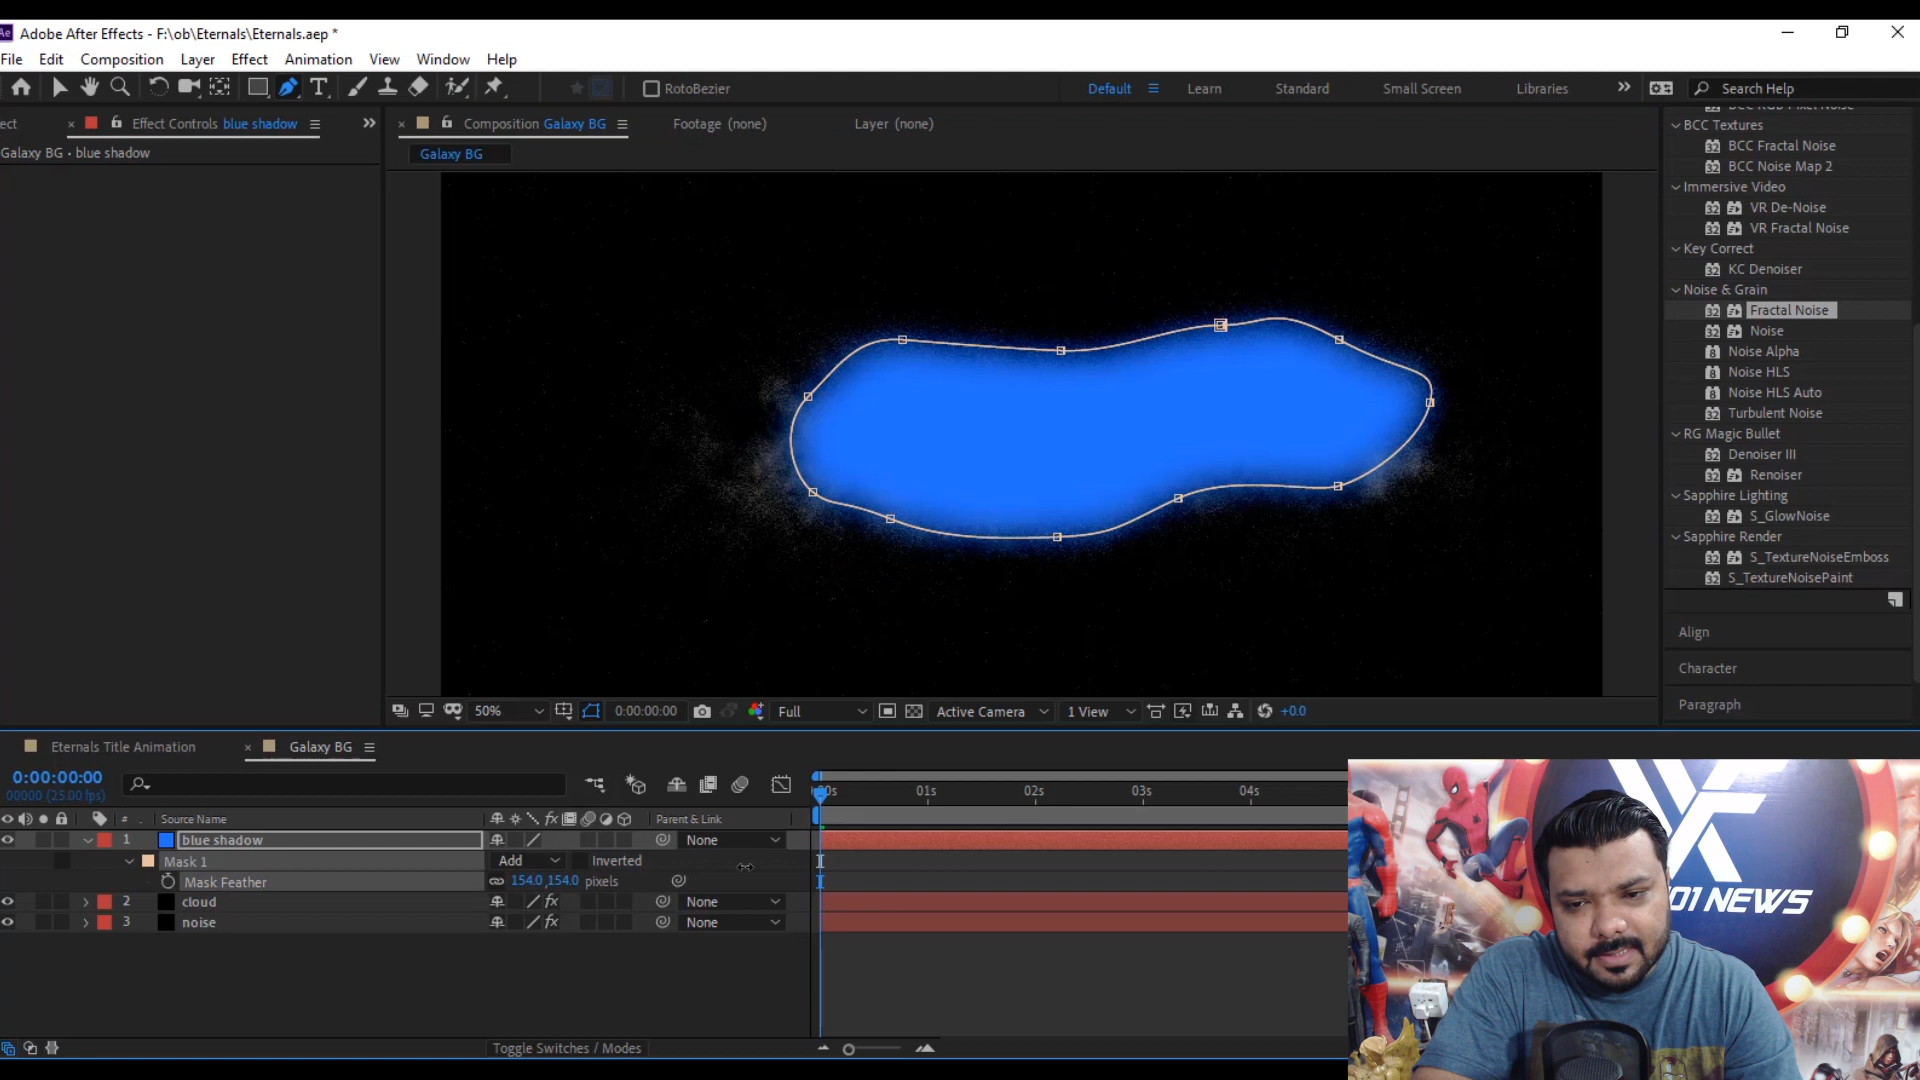 Adobe After Effects - F:\ob\Eternals\Eternals.aep *
File Edit Composition Layer Effect Animation View Window Help
RotoBezier
Default Learn Standard Small Screen Libraries Search Help
ect Effect Controls blue shadow
Composition Galaxy BG Footage (none) Layer (none)
Galaxy BG • blue shadow
Galaxy BG
BCC RGB Pixel Noise
BCC Textures
BCC Fractal Noise
BCC Noise Map 2
Immersive Video
VR De-Noise
VR Fractal Noise
Key Correct
KC Denoiser
Noise & Grain
Fractal Noise
Noise
Noise Alpha
Noise HLS
Noise HLS Auto
Turbulent Noise
RG Magic Bullet
Denoiser III
Renoiser
Sapphire Lighting
S_GlowNoise
Sapphire Render
S_TextureNoiseEmboss
S_TextureNoisePaint
Align
Character
Paragraph
50% 0:00:00:00 Full Active Camera 1 View +0.0
Eternals Title Animation Galaxy BG
0:00:00:00
00000 (25.00 fps)
:00s 01s 02s 03s 04s
# Source Name Parent & Link
1 blue shadow None
Mask 1 Add Inverted
Mask Feather 154.0,154.0 pixels
2 cloud None
3 noise None
Toggle Switches / Modes
01 NEWS